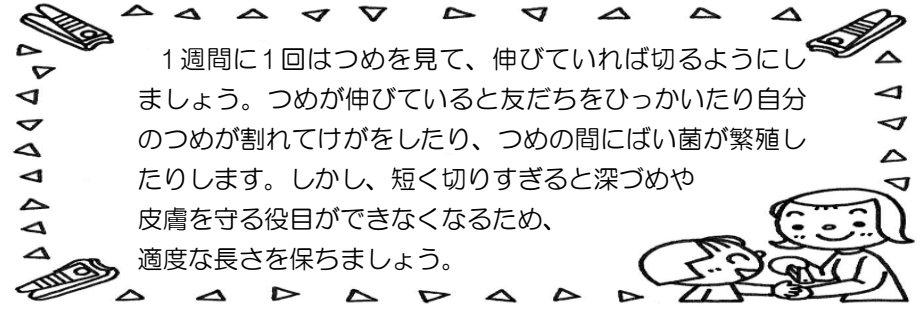 １週間に１回はつめを見て、伸びていれば切るようにし
ましょう。つめが伸びていると友だちをひっかいたり自分
のつめが割れてけがをしたり、つめの間にばい菌が繁殖し
たりします。しかし、短く切りすぎると深づめや
皮膚を守る役目ができなくなるため、
適度な長さを保ちましょう。